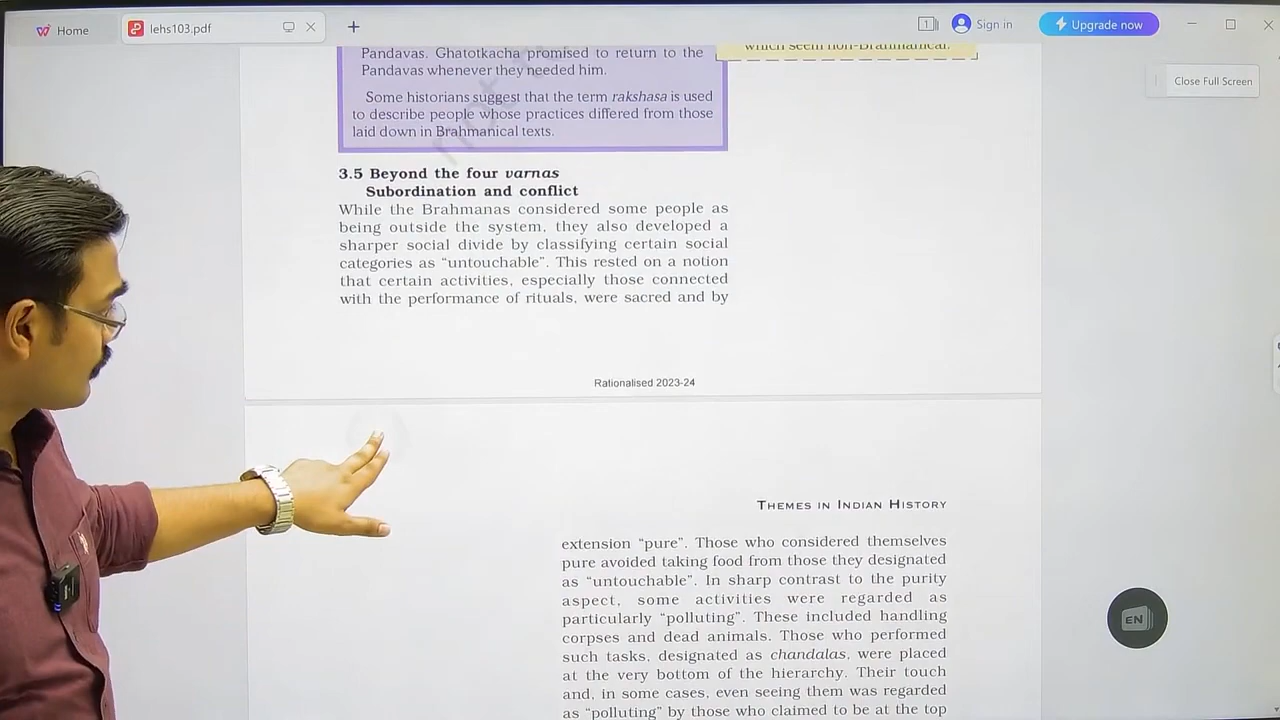 Home
lehs103.pdf
1
Sign in
Upgrade now
Close Full Screen
Pandavas. Ghatotkacha promised to return to the
Pandavas whenever they needed him.
which seem non-Brahmanical.
Some historians suggest that the term rakshasa is used
to describe people whose practices differed from those
laid down in Brahmanical texts.
3.5 Beyond the four varnas
Subordination and conflict
While the Brahmanas considered some people as
being outside the system, they also developed a
sharper social divide by classifying certain social
categories as “untouchable”. This rested on a notion
that certain activities, especially those connected
with the performance of rituals, were sacred and by
Rationalised 2023-24
THEMES IN INDIAN HISTORY
extension “pure”. Those who considered themselves
pure avoided taking food from those they designated
as “untouchable”. In sharp contrast to the purity
aspect, some activities were regarded as
particularly “polluting”. These included handling
corpses and dead animals. Those who performed
such tasks, designated as chandalas, were placed
at the very bottom of the hierarchy. Their touch
and, in some cases, even seeing them was regarded
as “polluting” by those who claimed to be at the top
EN